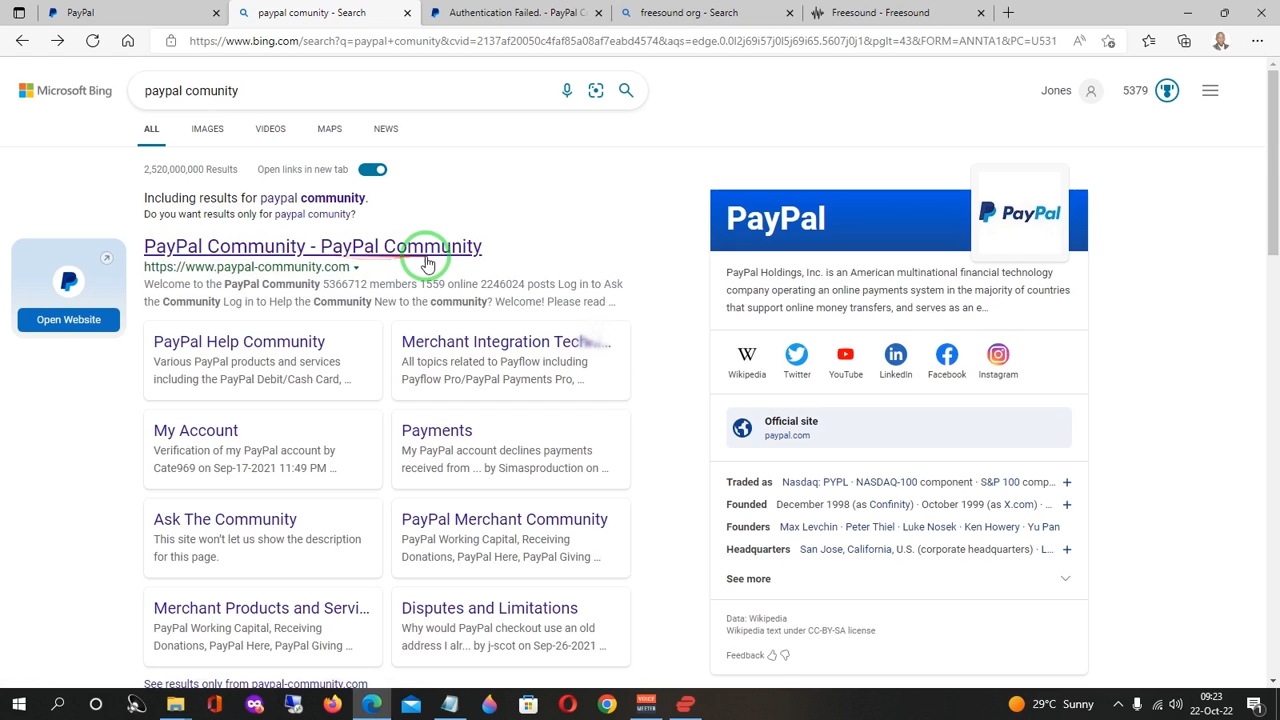 PayPal
paypal community - Search
Authentication Failed. - PayPal C
freesound org - Search
Freesound - Freesound
https://www.bing.com/search?q=paypal+comunity&cvid=2137af20050c4faf85a08af7eabd4574&aqs=edge.0.0l2j69i57j0l5j69i65.5607j0j1&pglt=43&FORM=ANNTA1&PC=U531
Microsoft Bing
paypal comunity
Jones
5379
ALL
IMAGES
VIDEOS
MAPS
NEWS
2,520,000,000 Results
Open links in new tab
Including results for paypal community.
Do you want results only for paypal comunity?
PayPal Community - PayPal Community
https://www.paypal-community.com
Welcome to the PayPal Community 5366712 members 1559 online 2246024 posts Log in to Ask
the Community Log in to Help the Community New to the community? Welcome! Please read …
Open Website
PayPal Help Community
Various PayPal products and services
including the PayPal Debit/Cash Card, …
Merchant Integration
All topics related to Payflow including
Payflow Pro/PayPal Payments Pro, …
My Account
Verification of my PayPal account by
Cate969 on Sep-17-2021 11:49 PM …
Payments
My PayPal account declines payments
received from ... by Simasproduction on …
Ask The Community
This site won't let us show the description
for this page.
PayPal Merchant Community
PayPal Working Capital, Receiving
Donations, PayPal Here, PayPal Giving …
Merchant Products and Servi…
PayPal Working Capital, Receiving
Donations, PayPal Here, PayPal Giving …
Disputes and Limitations
Why would PayPal checkout use an old
address I alr... by j-scot on Sep-26-2021 …
See results only from paypal-community.com
PayPal
PayPal
PayPal Holdings, Inc. is an American multinational financial technology
company operating an online payments system in the majority of countries
that support online money transfers, and serves as an e…
Wikipedia
Twitter
YouTube
LinkedIn
Facebook
Instagram
Official site
paypal.com
Traded as Nasdaq: PYPL · NASDAQ-100 component · S&P 100 comp…
Founded December 1998 (as Confinity) · October 1999 (as X.com) · …
Founders Max Levchin · Peter Thiel · Luke Nosek · Ken Howery · Yu Pan
Headquarters San Jose, California, U.S. (corporate headquarters) · L…
See more
Data: Wikipedia
Wikipedia text under CC-BY-SA license
Feedback
VOICE
MEETER
29°C Sunny
09:23
22-Oct-22